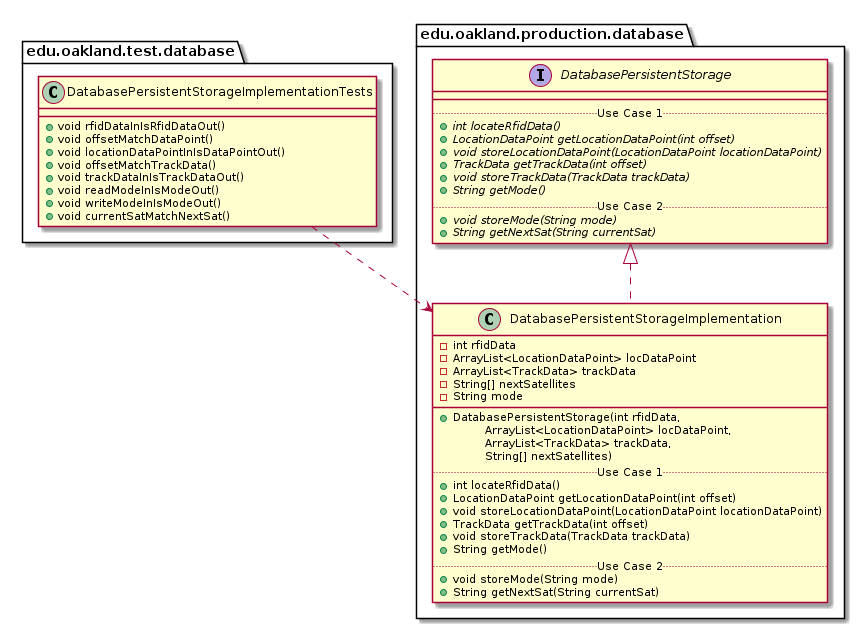 edu.oakland.test.database
C DatabasePersistentStorageImplementationTests
void rfidDataInIsRfidDataOut()
void offsetMatchDataPoint()
void locationDataPointInIsDataPointOut()
void offsetMatchTrackData()
void trackDataInIsTrackDataOut()
void readModeInIsModeOut()
void writeModeInIsModeOut()
void currentSatMatchNextSat()
edu.oakland.production.database
I DatabasePersistentStorage
Use Case 1
int locateRfidData()
LocationDataPoint getLocationDataPoint(int offset)
void storeLocationDataPoint(LocationDataPoint locationDataPoint)
TrackData getTrackData(int offset)
void storeTrackData(TrackData trackData)
String getMode()
Use Case 2
void storeMode(String mode)
String getNextSat(String currentSat)
C DatabasePersistentStorageImplementation
int rfidData
ArrayList<LocationDataPoint> locDataPoint
ArrayList<TrackData> trackData
String[] nextSatellites
String mode
DatabasePersistentStorage(int rfidData,
ArrayList<LocationDataPoint> locDataPoint,
ArrayList<TrackData> trackData,
String[] nextSatellites)
Use Case 1
int locateRfidData()
LocationDataPoint getLocationDataPoint(int offset)
void storeLocationDataPoint(LocationDataPoint locationDataPoint)
TrackData getTrackData(int offset)
void storeTrackData(TrackData trackData)
String getMode()
Use Case 2
void storeMode(String mode)
String getNextSat(String currentSat)